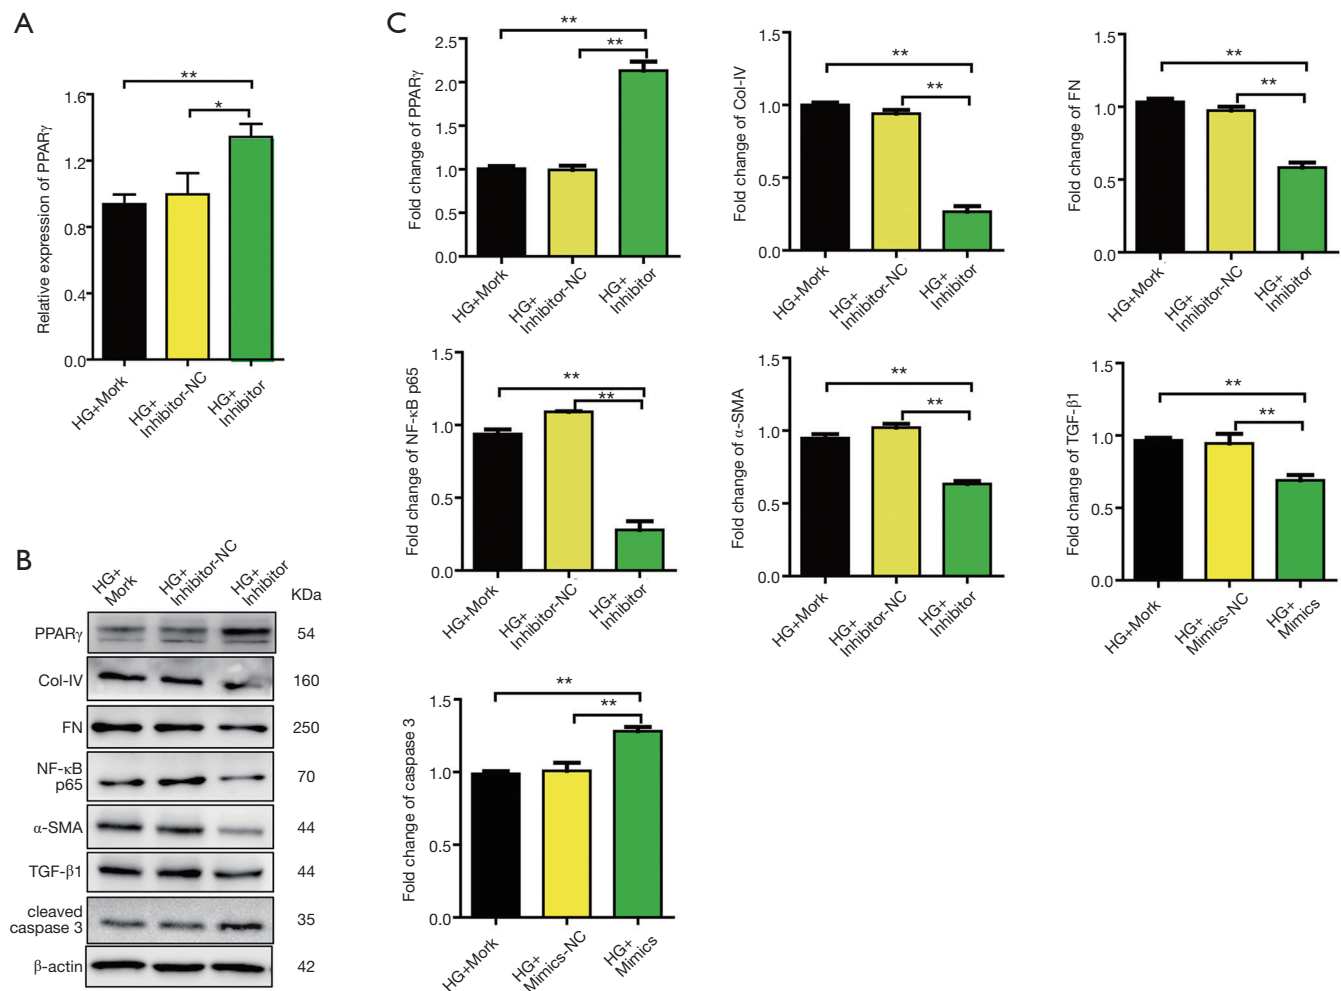 A
**
*
1.6
1.2
0.8
0.4
0.0
Relative expression of PPARγ
HG+Mork
HG+
Inhibitor-NC
HG+
Inhibitor
B
HG+
Mork
HG+
Inhibitor-NC
HG+
Inhibitor
KDa
PPARγ 54
Col-IV 160
FN 250
NF-κB
p65 70
α-SMA 44
TGF-β1 44
cleaved
caspase 3 35
β-actin 42
C
**
**
2.5
2.0
1.5
1.0
0.5
0.0
Fold change of PPARγ
HG+Mork
HG+
Inhibitor-NC
HG+
Inhibitor
**
**
1.5
1.0
0.5
0.0
Fold change of Col-IV
HG+Mork
HG+
Inhibitor-NC
HG+
Inhibitor
**
**
1.5
1.0
0.5
0.0
Fold change of FN
HG+Mork
HG+
Inhibitor-NC
HG+
Inhibitor
**
**
1.5
1.0
0.5
0.0
Fold change of NF-κB p65
HG+Mork
HG+
Inhibitor-NC
HG+
Inhibitor
**
**
1.5
1.0
0.5
0.0
Fold change of α-SMA
HG+Mork
HG+
Inhibitor-NC
HG+
Inhibitor
**
**
1.5
1.0
0.5
0.0
Fold change of TGF-β1
HG+Mork
HG+
Mimics-NC
HG+
Mimics
**
**
1.5
1.0
0.5
0.0
Fold change of caspase 3
HG+Mork
HG+
Mimics-NC
HG+
Mimics